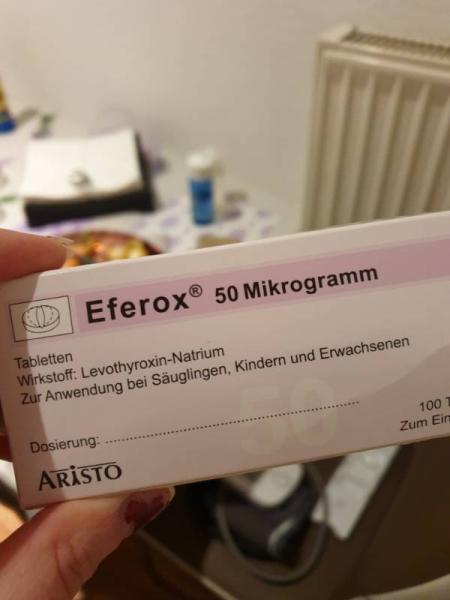 Eferox® 50 Mikrogramm
Tabletten
Wirkstoff: Levothyroxin-Natrium
Zur Anwendung bei Säuglingen, Kindern und Erwachsenen
50
Dosierung: ............................................................
100 T
Zum Ein
ARISTO